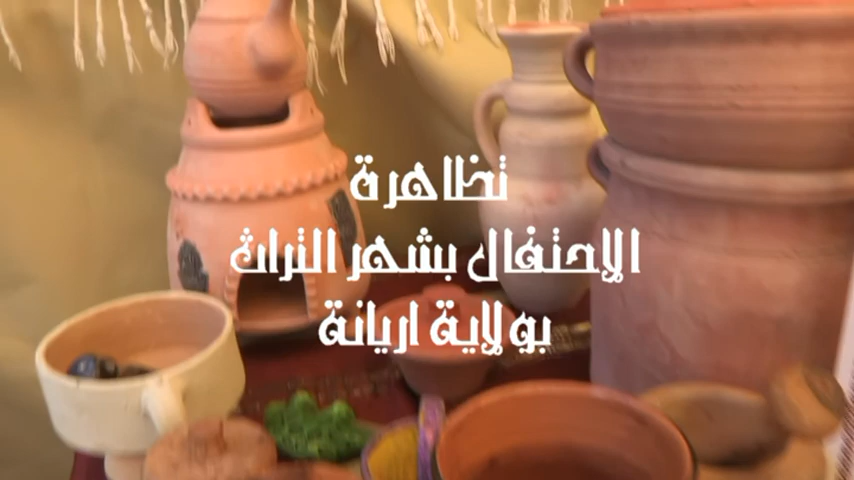 تظاهرة
الاحتفال بشهر التراث
بولاية اريانة